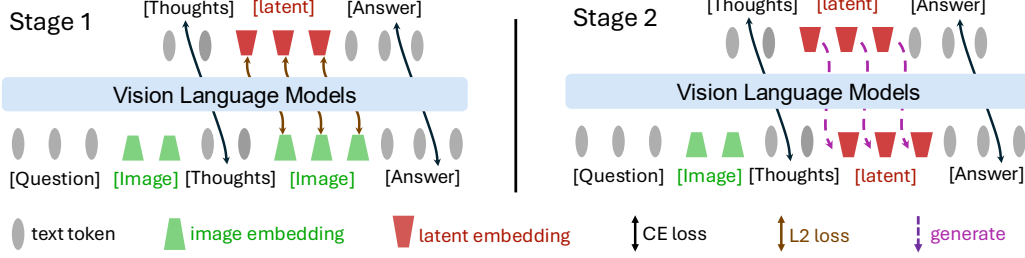 Stage 1
[Thoughts] [latent] [Answer]
Vision Language Models
[Question] [Image] [Thoughts] [Image] [Answer]
Stage 2
[Thoughts] [latent] [Answer]
Vision Language Models
[Question] [Image] [Thoughts] [latent] [Answer]
text token image embedding latent embedding CE loss L2 loss generate